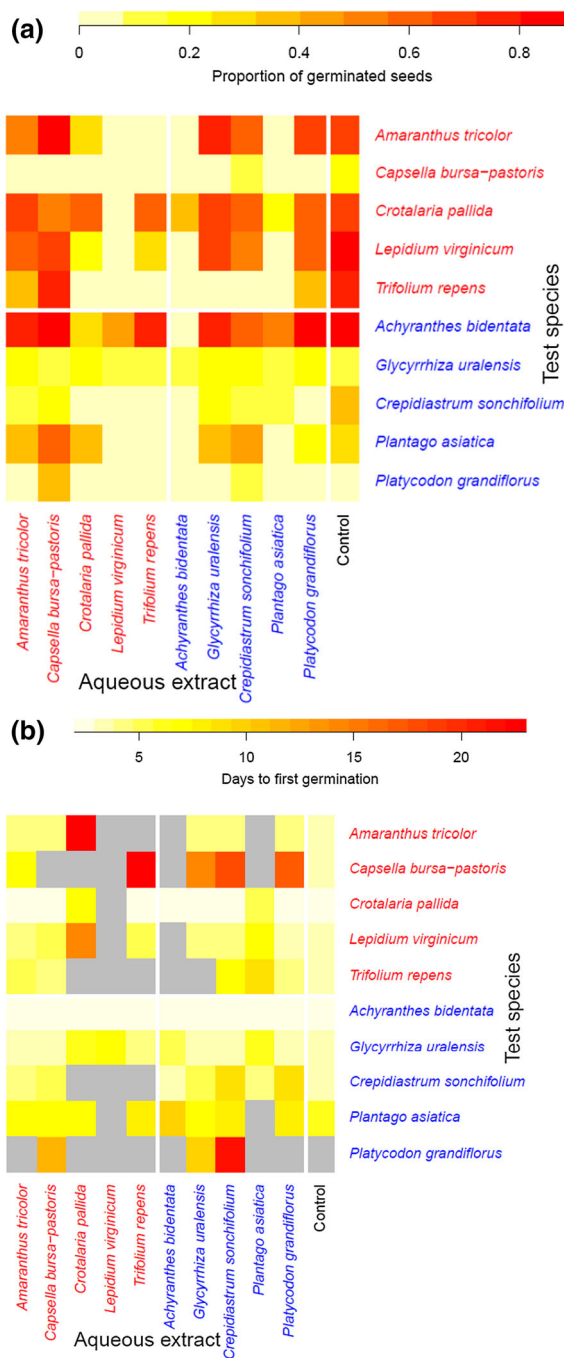 (a)
0 0.2 0.4 0.6 0.8
Proportion of germinated seeds
Amaranthus tricolor
Capsella bursa−pastoris
Crotalaria pallida
Lepidium virginicum
Trifolium repens
Achyranthes bidentata
Glycyrrhiza uralensis
Crepidiastrum sonchifolium
Plantago asiatica
Platycodon grandiflorus
Test species
Amaranthus tricolor
Capsella bursa−pastoris
Crotalaria pallida
Lepidium virginicum
Trifolium repens
Achyranthes bidentata
Glycyrrhiza uralensis
Crepidiastrum sonchifolium
Plantago asiatica
Platycodon grandiflorus
Control
Aqueous extract
(b)
5 10 15 20
Days to first germination
Amaranthus tricolor
Capsella bursa−pastoris
Crotalaria pallida
Lepidium virginicum
Trifolium repens
Achyranthes bidentata
Glycyrrhiza uralensis
Crepidiastrum sonchifolium
Plantago asiatica
Platycodon grandiflorus
Test species
Amaranthus tricolor
Capsella bursa−pastoris
Crotalaria pallida
Lepidium virginicum
Trifolium repens
Achyranthes bidentata
Glycyrrhiza uralensis
Crepidiastrum sonchifolium
Plantago asiatica
Platycodon grandiflorus
Control
Aqueous extract